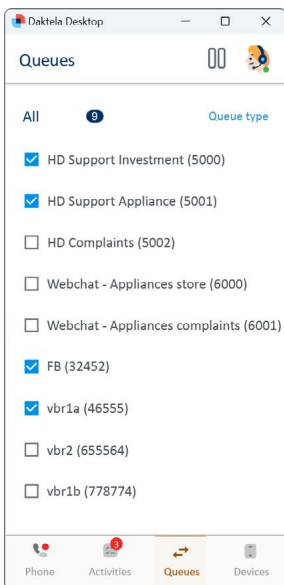 Daktela Desktop
Queues
All 9 Queue type
HD Support Investment (5000)
HD Support Appliance (5001)
HD Complaints (5002)
Webchat - Appliances store (6000)
Webchat - Appliances complaints (6001)
FB (32452)
vbr1a (46555)
vbr2 (655564)
vbr1b (778774)
3
Phone Activities Queues Devices